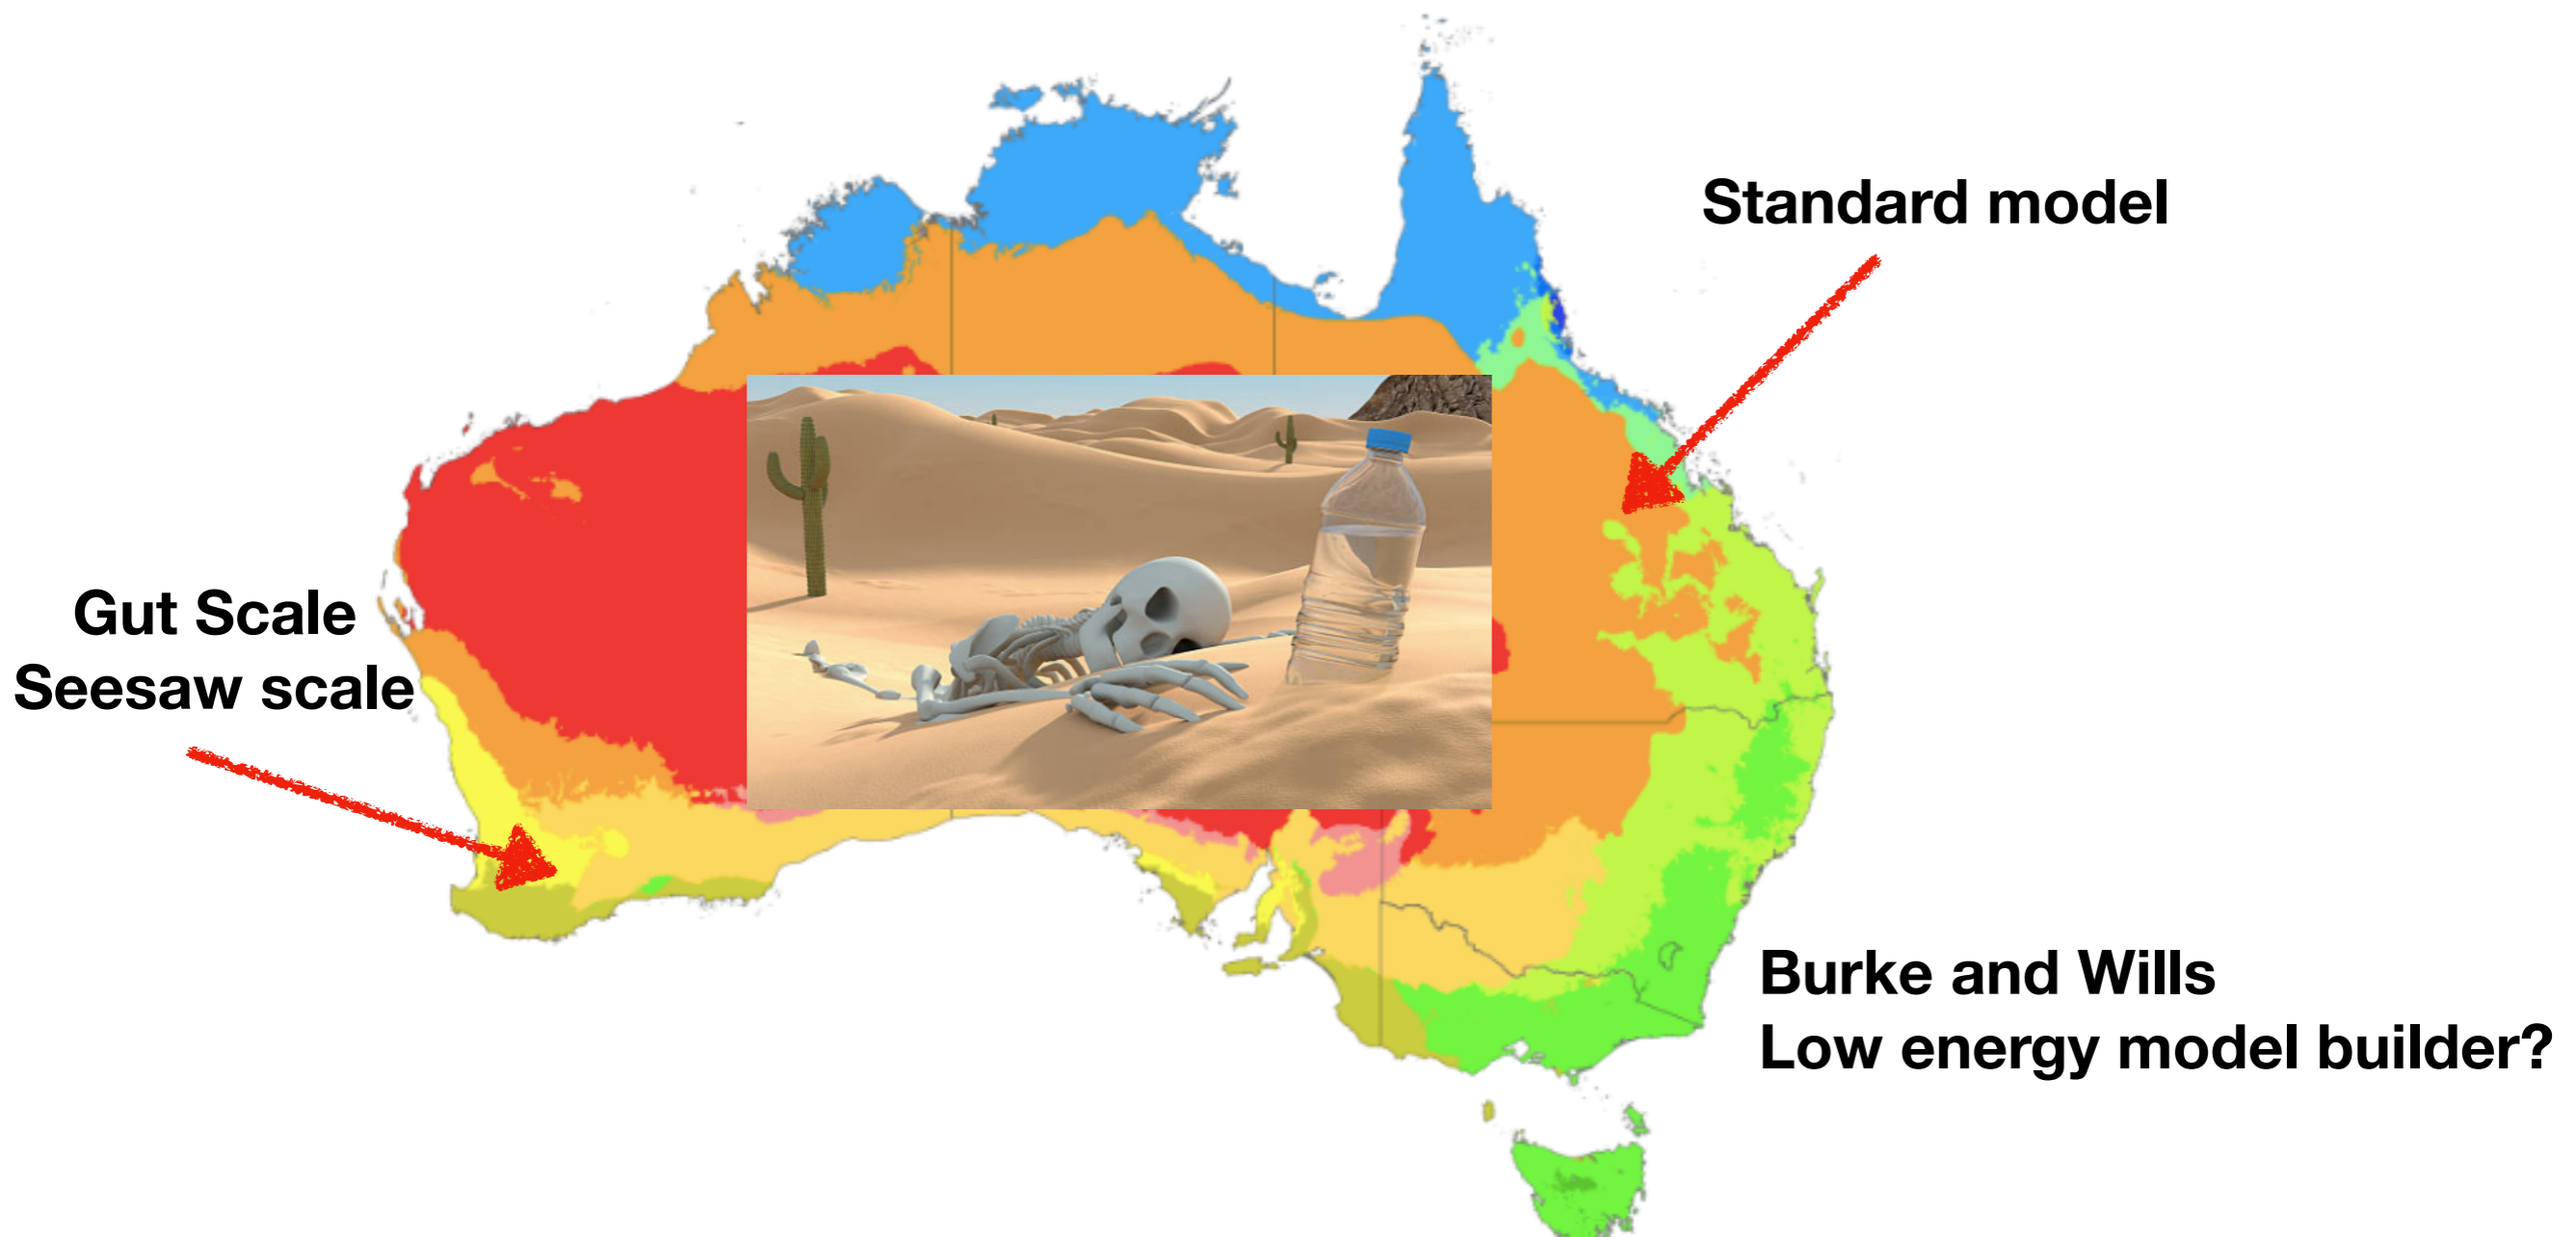 Standard model
Gut Scale
Seesaw scale
Burke and Wills
Low energy model builder?